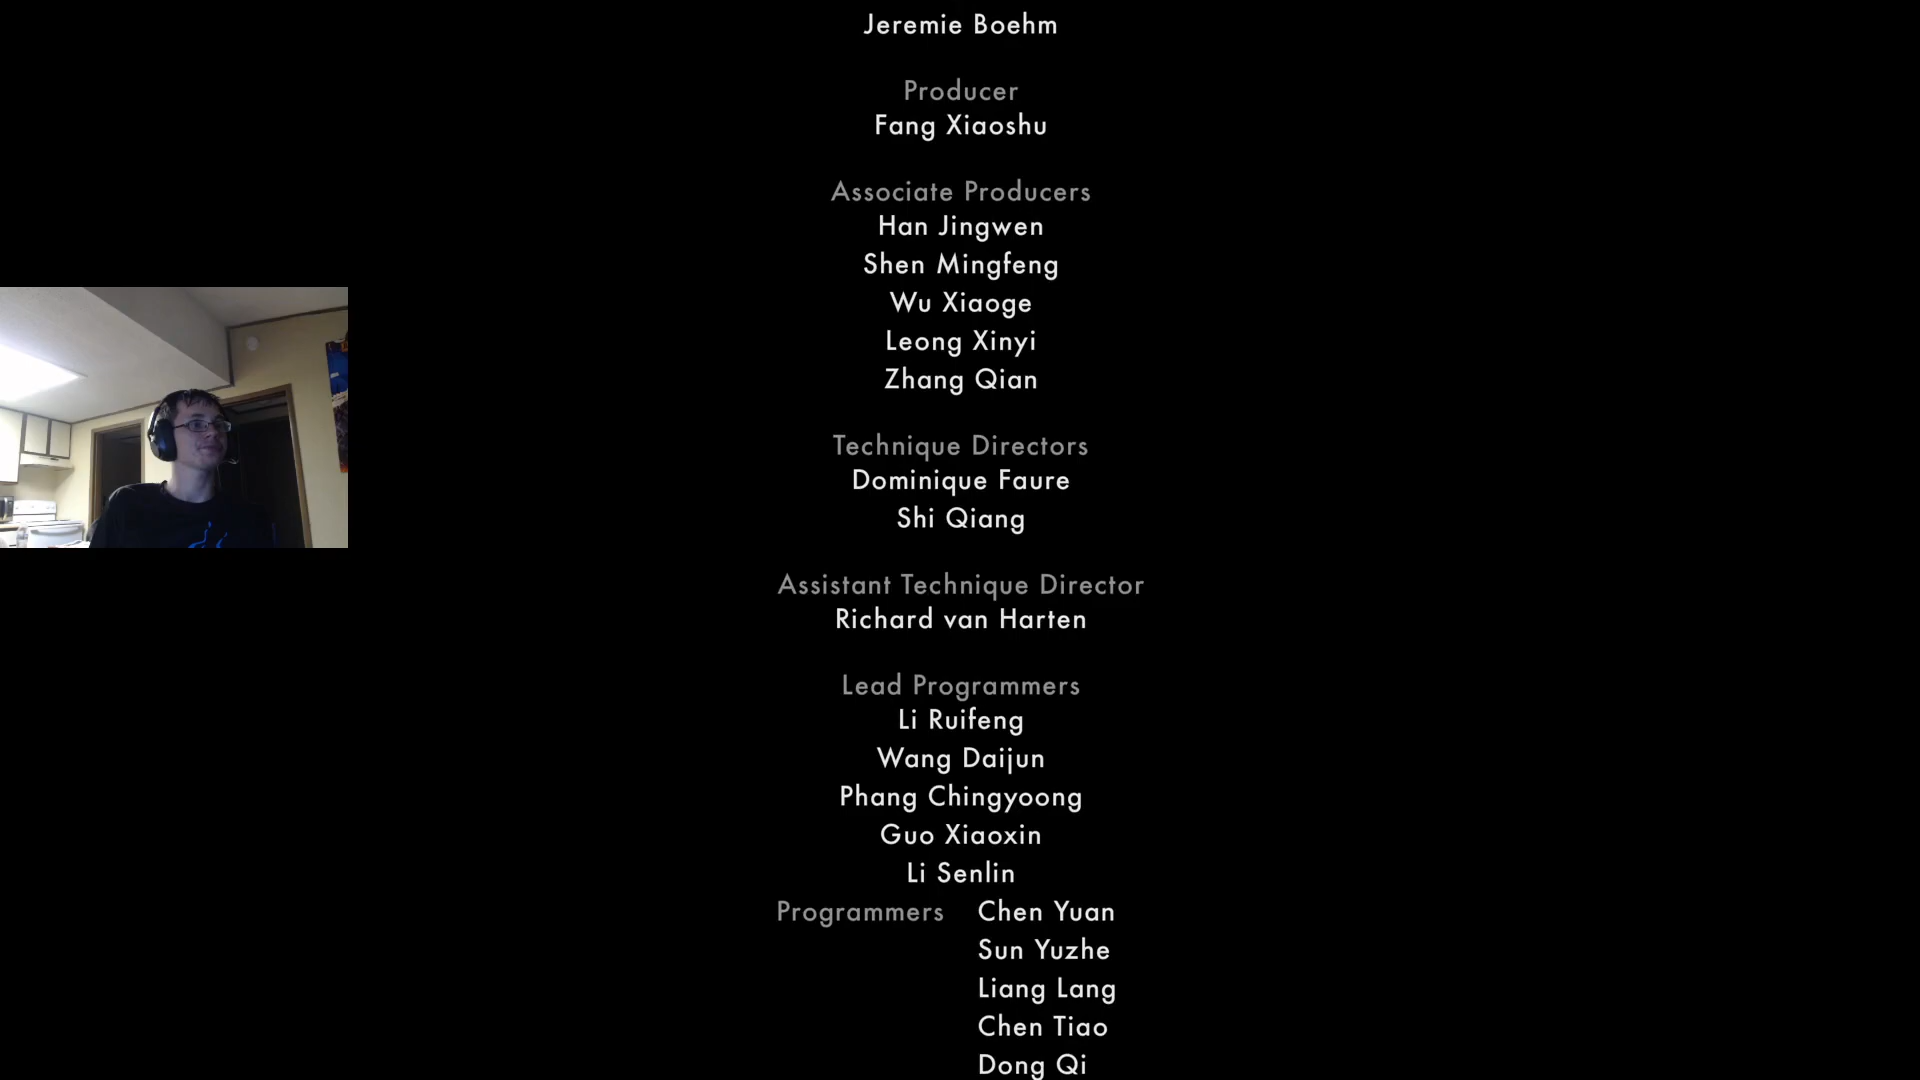 Jeremie Boehm
Producer
Fang Xiaoshu
Associate Producers
Han Jingwen
Shen Mingfeng
Wu Xiaoge
Leong Xinyi
Zhang Qian
Technique Directors
Dominique Faure
Shi Qiang
Assistant Technique Director
Richard van Harten
Lead Programmers
Li Ruifeng
Wang Daijun
Phang Chingyoong
Guo Xiaoxin
Li Senlin
Programmers Chen Yuan
Sun Yuzhe
Liang Lang
Chen Tiao
Dong Qi